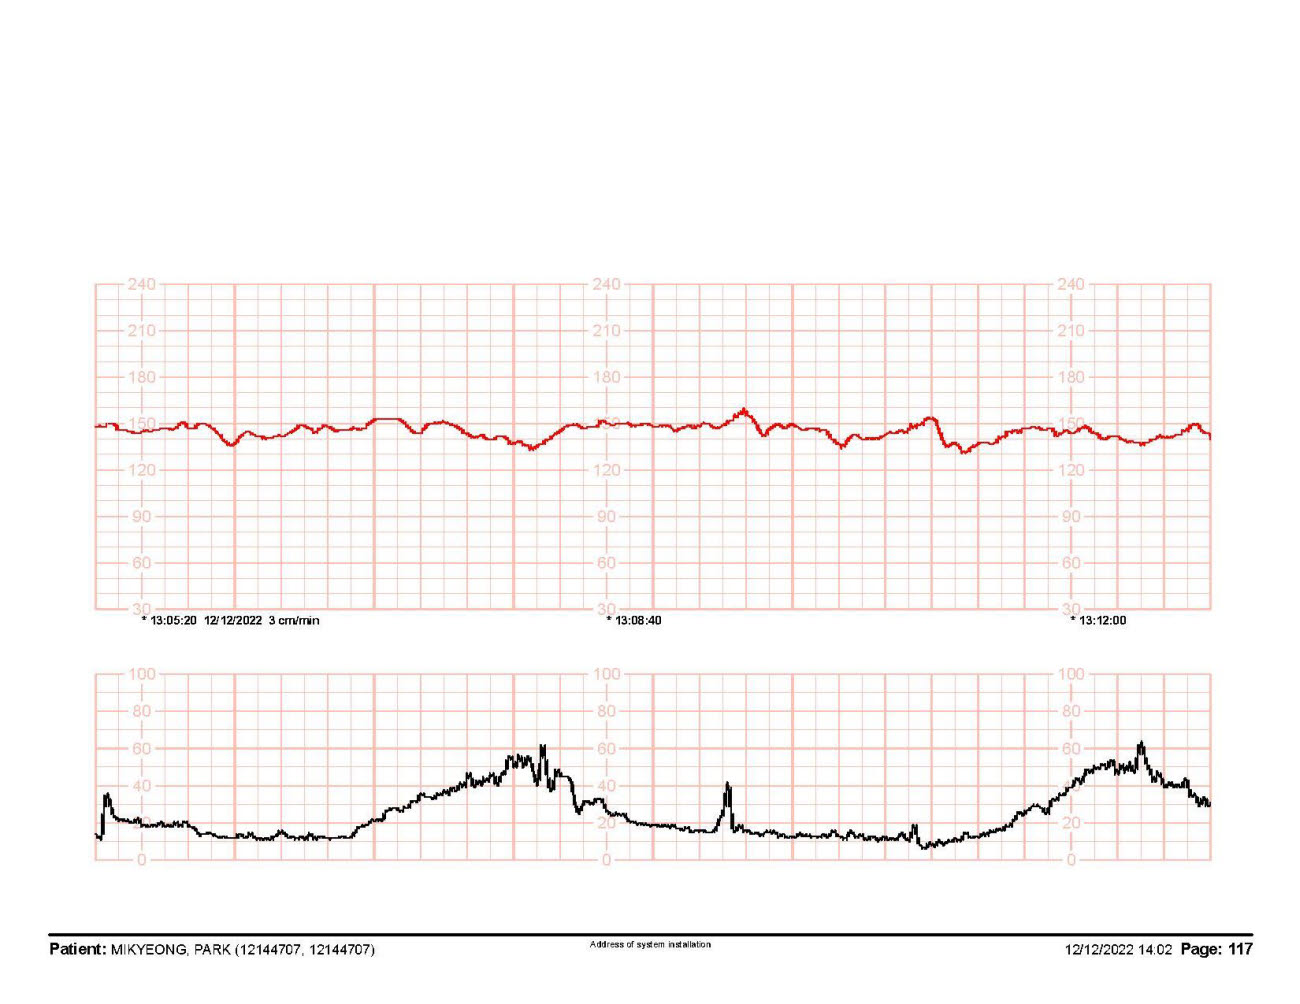 240 240 240
210 210 210
180 180 180
150 150 150
120 120 120
90 90 90
60 60 60
30 30 30
* 13:05:20 12/12/2022 3 cm/min * 13:08:40 * 13:12:00
100 100 100
80 80 80
60 60 60
40 40 40
20 20 20
0 0 0
Patient: MIKYEONG, PARK (12144707, 12144707) Address of system installation 12/12/2022 14:02 Page: 117